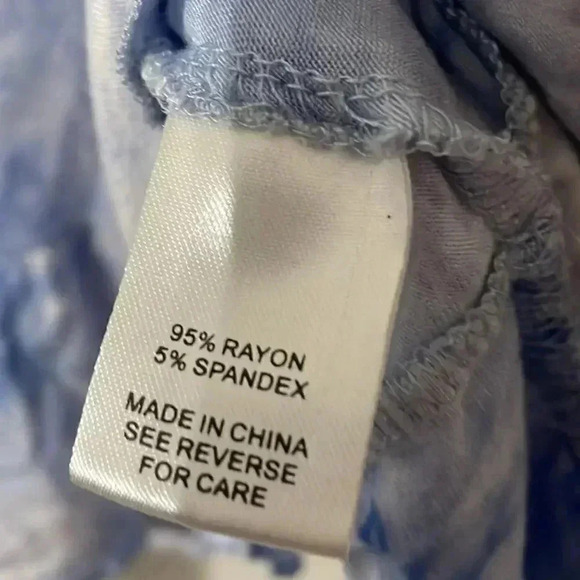 95% RAYON
5% SPANDEX
MADE IN CHINA
SEE REVERSE
FOR CARE